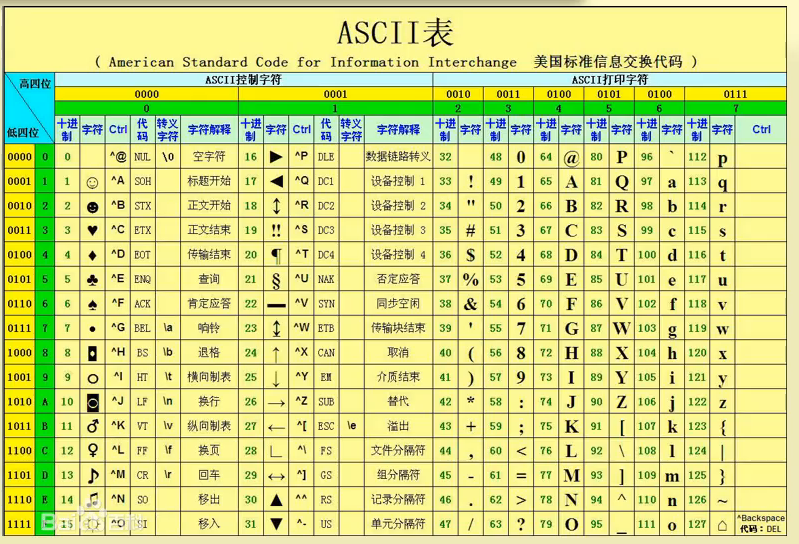 ASCII表
( American Standard Code for Information Interchange 美国标准信息交换代码 )
高四位 ASCII控制字符 ASCII打印字符
0000 0001 0010 0011 0100 0101 0100 0111
0 1 2 3 4 5 6 7
低四位 十进制 字符 Ctrl 代码 转义字符 字符解释 十进制 字符 Ctrl 代码 转义字符 字符解释 十进制 字符 十进制 字符 十进制 字符 十进制 字符 十进制 字符 十进制 字符 Ctrl
0000 0 0 ^@ NUL \0 空字符 16 ► ^P DLE 数据链路转义 32 48 0 64 @ 80 P 96 ` 112 p
0001 1 1 ☺ ^A SOH 标题开始 17 ◄ ^Q DC1 设备控制 1 33 ! 49 1 65 A 81 Q 97 a 113 q
0010 2 2 ☻ ^B STX 正文开始 18 ↕ ^R DC2 设备控制 2 34 " 50 2 66 B 82 R 98 b 114 r
0011 3 3 ♥ ^C ETX 正文结束 19 ‼ ^S DC3 设备控制 3 35 # 51 3 67 C 83 S 99 c 115 s
0100 4 4 ♦ ^D EOT 传输结束 20 ¶ ^T DC4 设备控制 4 36 $ 52 4 68 D 84 T 100 d 116 t
0101 5 5 ♣ ^E ENQ 查询 21 § ^U NAK 否定应答 37 % 53 5 69 E 85 U 101 e 117 u
0110 6 6 ♠ ^F ACK 肯定应答 22 ▬ ^V SYN 同步空闲 38 & 54 6 70 F 86 V 102 f 118 v
0111 7 7 • ^G BEL \a 响铃 23 ↨ ^W ETB 传输块结束 39 ' 55 7 71 G 87 W 103 g 119 w
1000 8 8 ◘ ^H BS \b 退格 24 ↑ ^X CAN 取消 40 ( 56 8 72 H 88 X 104 h 120 x
1001 9 9 ○ ^I HT \t 横向制表 25 ↓ ^Y EM 介质结束 41 ) 57 9 73 I 89 Y 105 i 121 y
1010 A 10 ◙ ^J LF \n 换行 26 → ^Z SUB 替代 42 * 58 : 74 J 90 Z 106 j 122 z
1011 B 11 ♂ ^K VT \v 纵向制表 27 ← ^[ ESC \e 溢出 43 + 59 ; 75 K 91 [ 107 k 123 {
1100 C 12 ♀ ^L FF \f 换页 28 ∟ ^\ FS 文件分隔符 44 , 60 < 76 L 92 \ 108 l 124 |
1101 D 13 ♪ ^M CR \r 回车 29 ↔ ^] GS 组分隔符 45 - 61 = 77 M 93 ] 109 m 125 }
1110 E 14 ♫ ^N SO 移出 30 ▲ ^^ RS 记录分隔符 46 . 62 > 78 N 94 ^ 110 n 126 ~
1111 F 15 ☼ ^O SI 移入 31 ▼ ^- US 单元分隔符 47 / 63 ? 79 O 95 _ 111 o 127 ⌂ ^Backspace 代码：DEL
Baidu百科